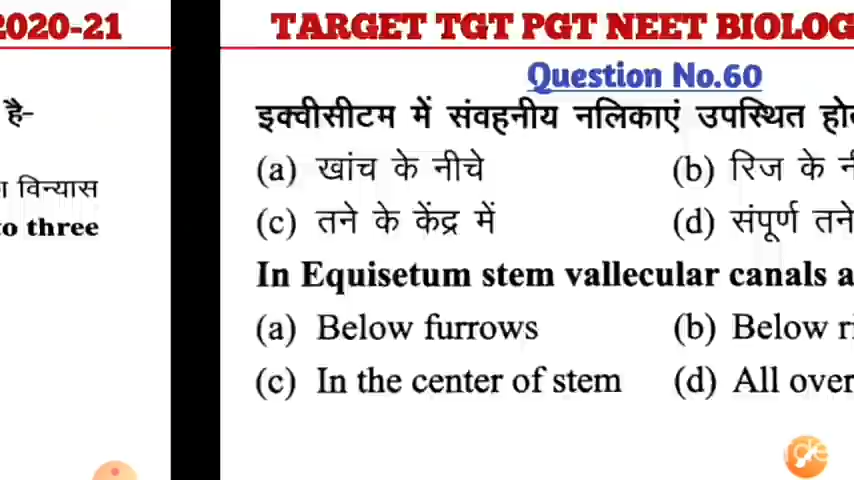 2020-21
है-
विन्यास
to three
TARGET TGT PGT NEET BIOLOG
Question No.60
इक्वीसीटम में संवहनीय नलिकाएं उपस्थित
(a) खांच के नीचे (b) रिज के
(c) तने के केंद्र में (d) संपूर्ण तने
In Equisetum stem vallecular canals a
(a) Below furrows (b) Below
(c) In the center of stem (d) All over